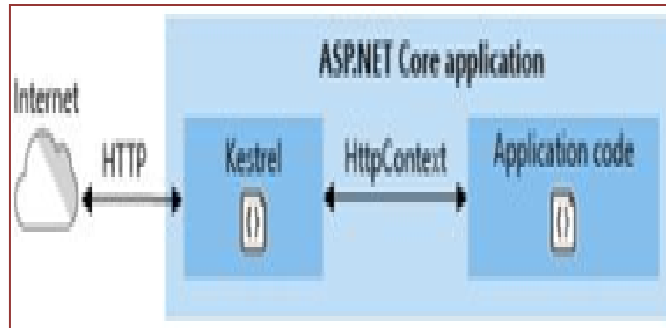 ASP.NET Core application
Internet
HTTP
Kestrel
HttpContext
Application code